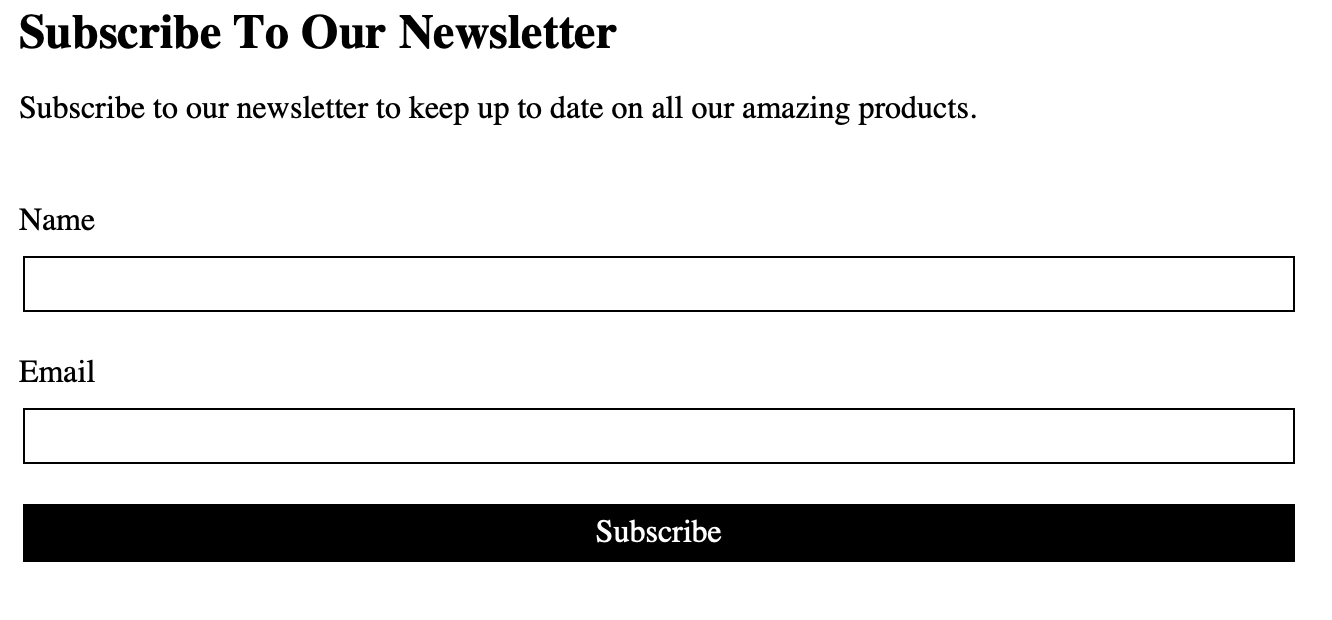 Subscribe To Our Newsletter
Subscribe to our newsletter to keep up to date on all our amazing products.
Name
Email
Subscribe